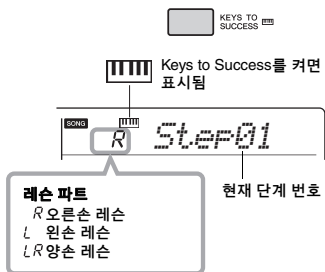 KEYS TO
SUCCESS
Keys to Success를 켜면
표시됨
SONG
R Step01
레슨 파트
R 오른손 레슨
L 왼손 레슨
LR 양손 레슨
현재 단계 번호